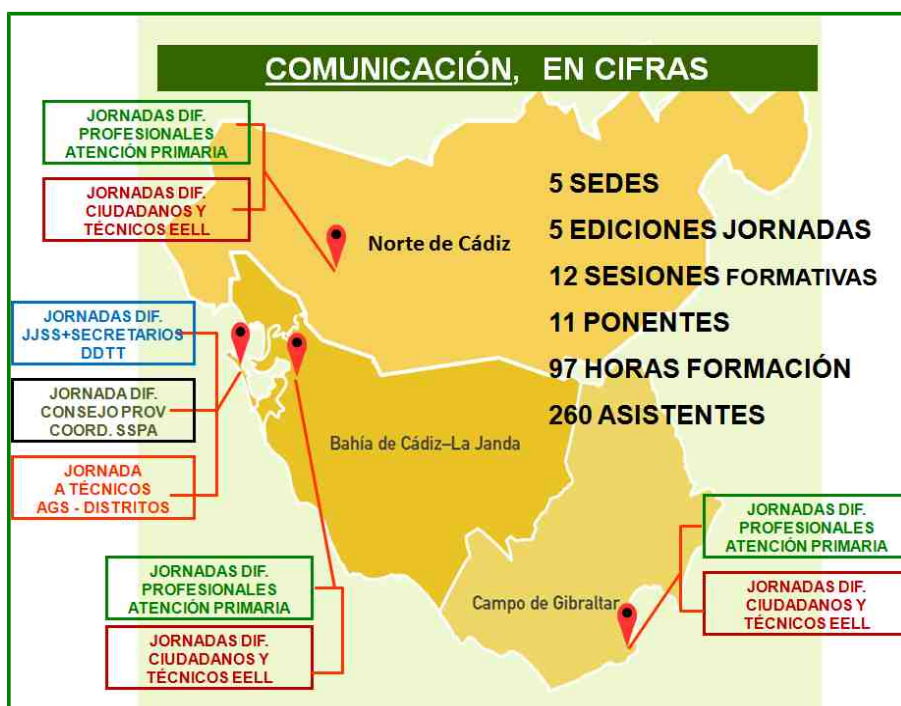 COMUNICACIÓN, EN CIFRAS
JORNADAS DIF.
PROFESIONALES
ATENCIÓN PRIMARIA
JORNADAS DIF.
CIUDADANOS Y
TÉCNICOS EELL
Norte de Cádiz
5 SEDES
5 EDICIONES JORNADAS
12 SESIONES FORMATIVAS
11 PONENTES
97 HORAS FORMACIÓN
260 ASISTENTES
JORNADAS DIF.
JJSS+SECRETARIOS
DDTT
JORNADA DIF.
CONSEJO PROV
COORD. SSPA
JORNADA
A TÉCNICOS
AGS - DISTRITOS
Bahía de Cádiz–La Janda
JORNADAS DIF.
PROFESIONALES
ATENCIÓN PRIMARIA
JORNADAS DIF.
CIUDADANOS Y
TÉCNICOS EELL
Campo de Gibraltar
JORNADAS DIF.
PROFESIONALES
ATENCIÓN PRIMARIA
JORNADAS DIF.
CIUDADANOS Y
TÉCNICOS EELL